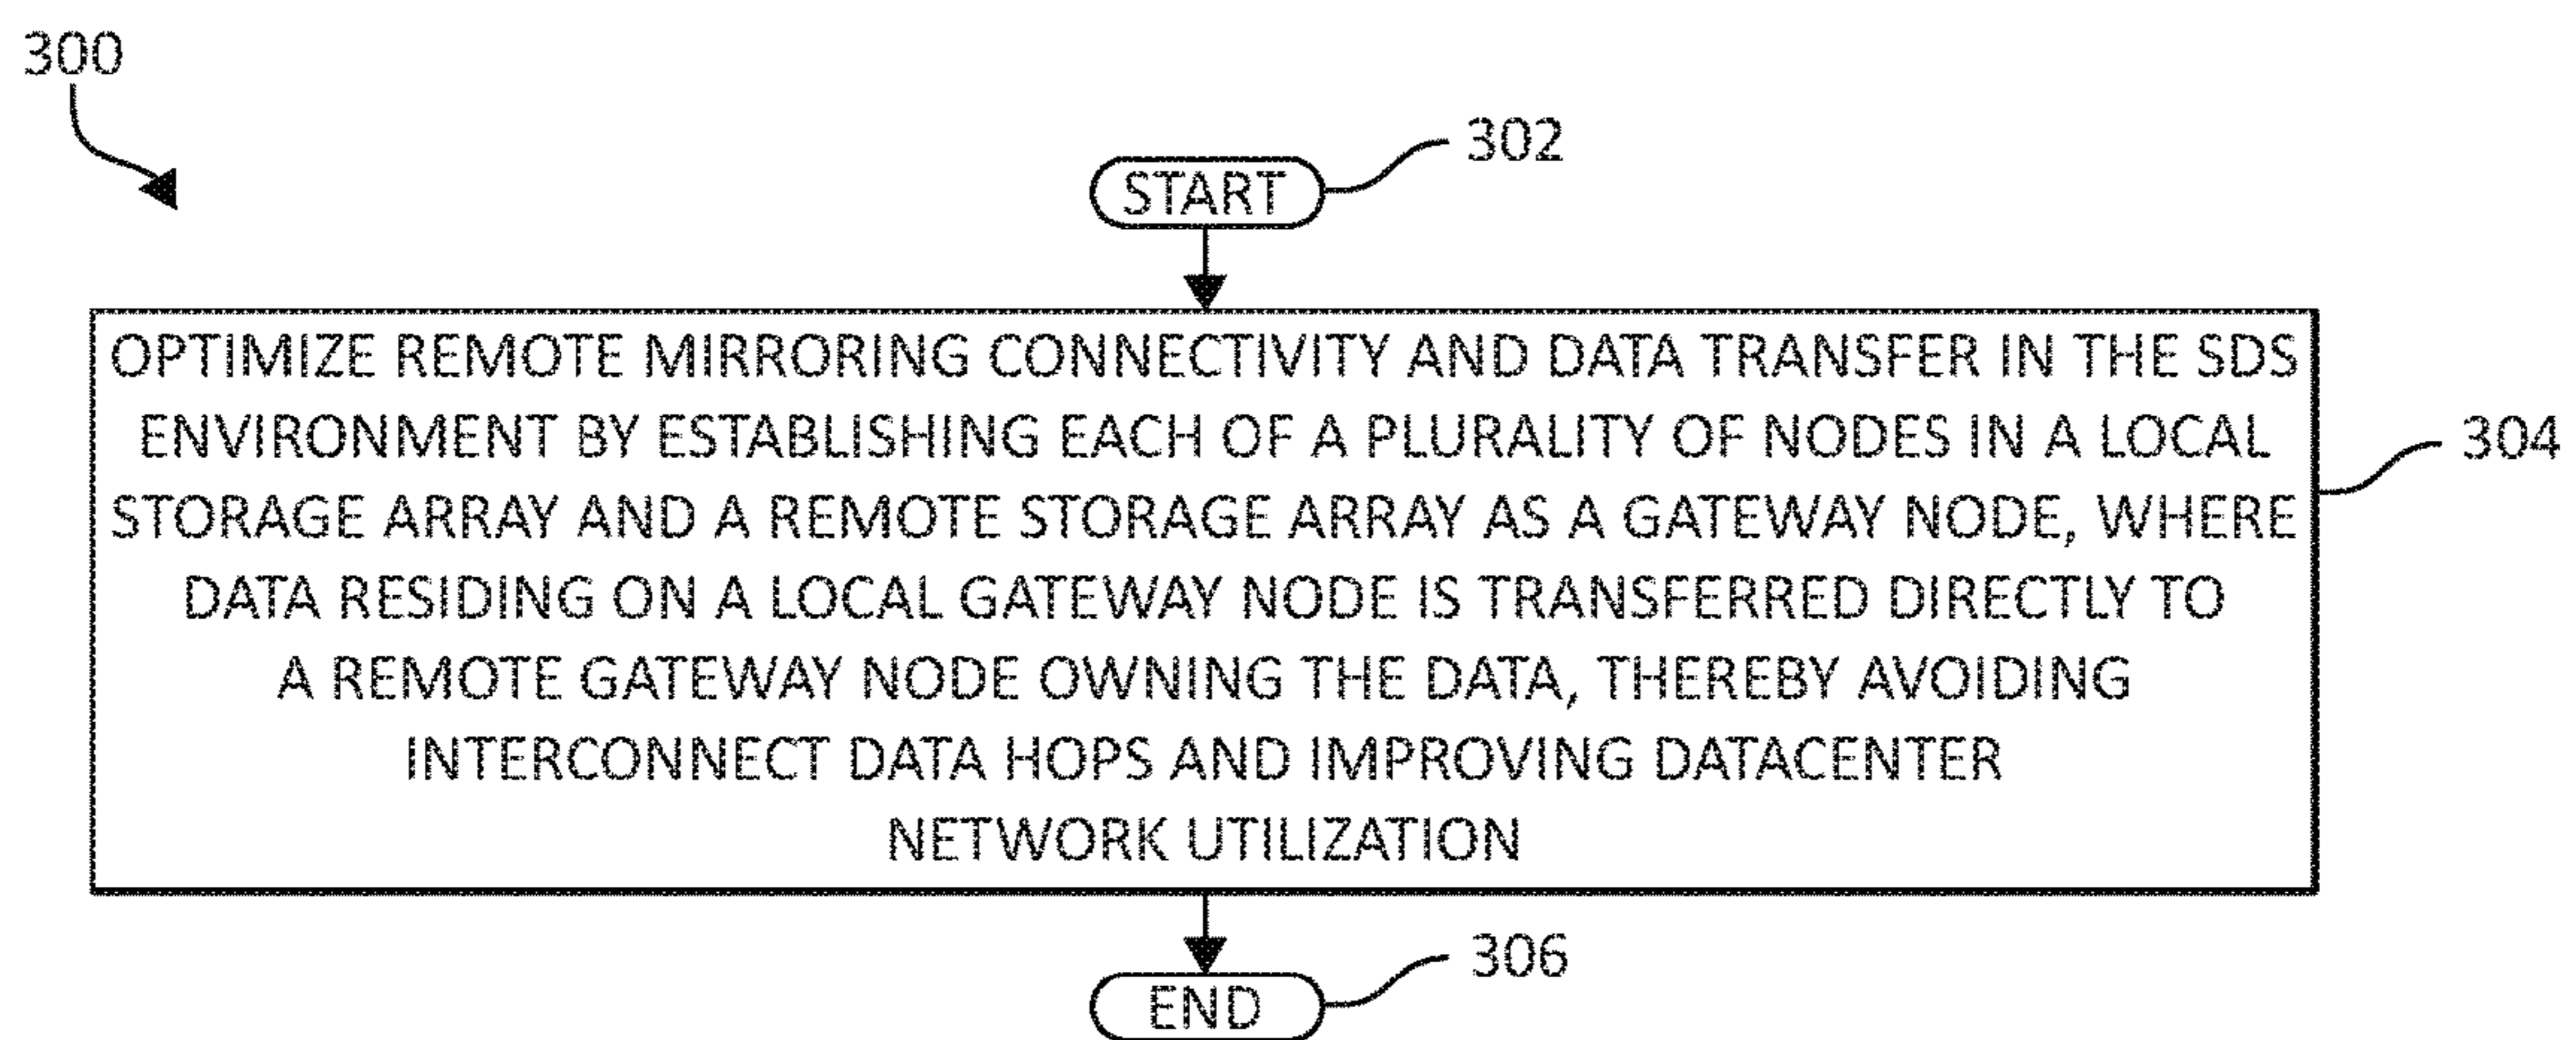 300
302
START
OPTIMIZE REMOTE MIRRORING CONNECTIVITY AND DATA TRANSFER IN THE SDS
ENVIRONMENT BY ESTABLISHING EACH OF A PLURALITY OF NODES IN A LOCAL
STORAGE ARRAY AND A REMOTE STORAGE ARRAY AS A GATEWAY NODE, WHERE
DATA RESIDING ON A LOCAL GATEWAY NODE IS TRANSFERRED DIRECTLY TO
A REMOTE GATEWAY NODE OWNING THE DATA, THEREBY AVOIDING
INTERCONNECT DATA HOPS AND IMPROVING DATACENTER
NETWORK UTILIZATION
304
306
END